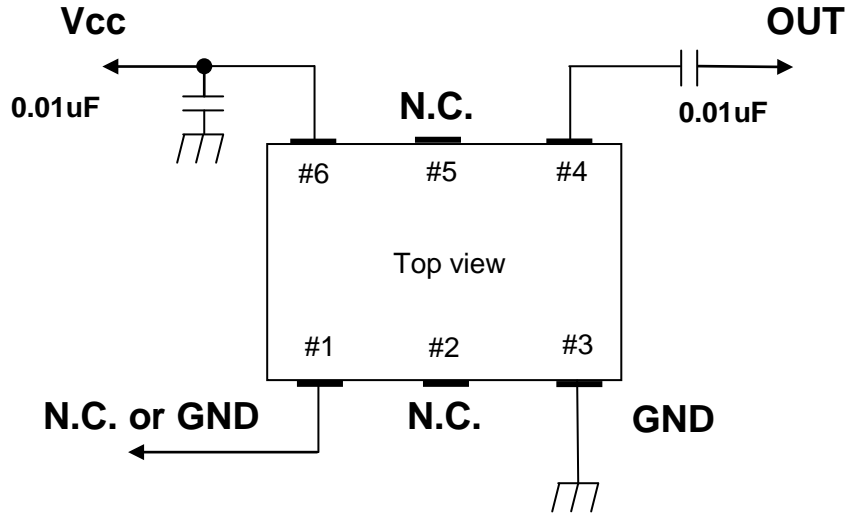 Vcc
OUT
0.01uF
N.C.
0.01uF
#6
#5
#4
Top view
#1
#2
#3
N.C. or GND
N.C.
GND